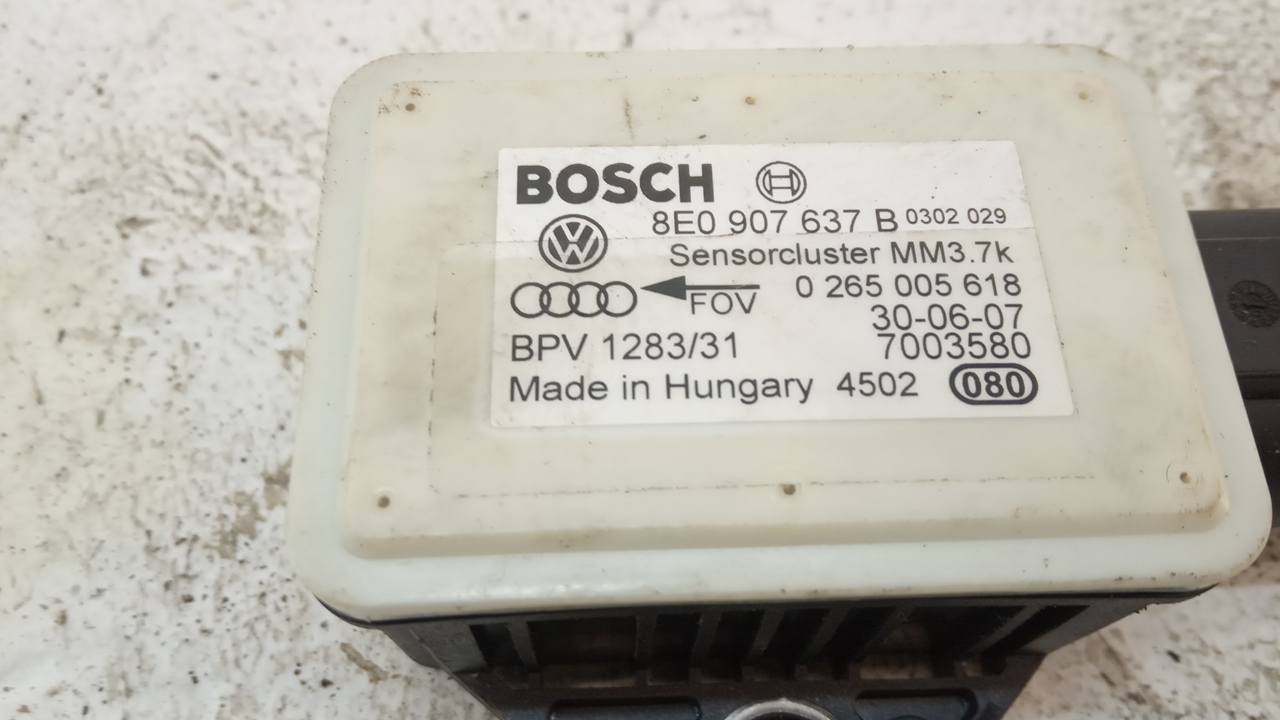 BOSCH
8E0 907 637 B 0302 029
Sensorcluster MM3.7k
0 265 005 618
FOV
30-06-07
BPV 1283/31 7003580
Made in Hungary 4502 080